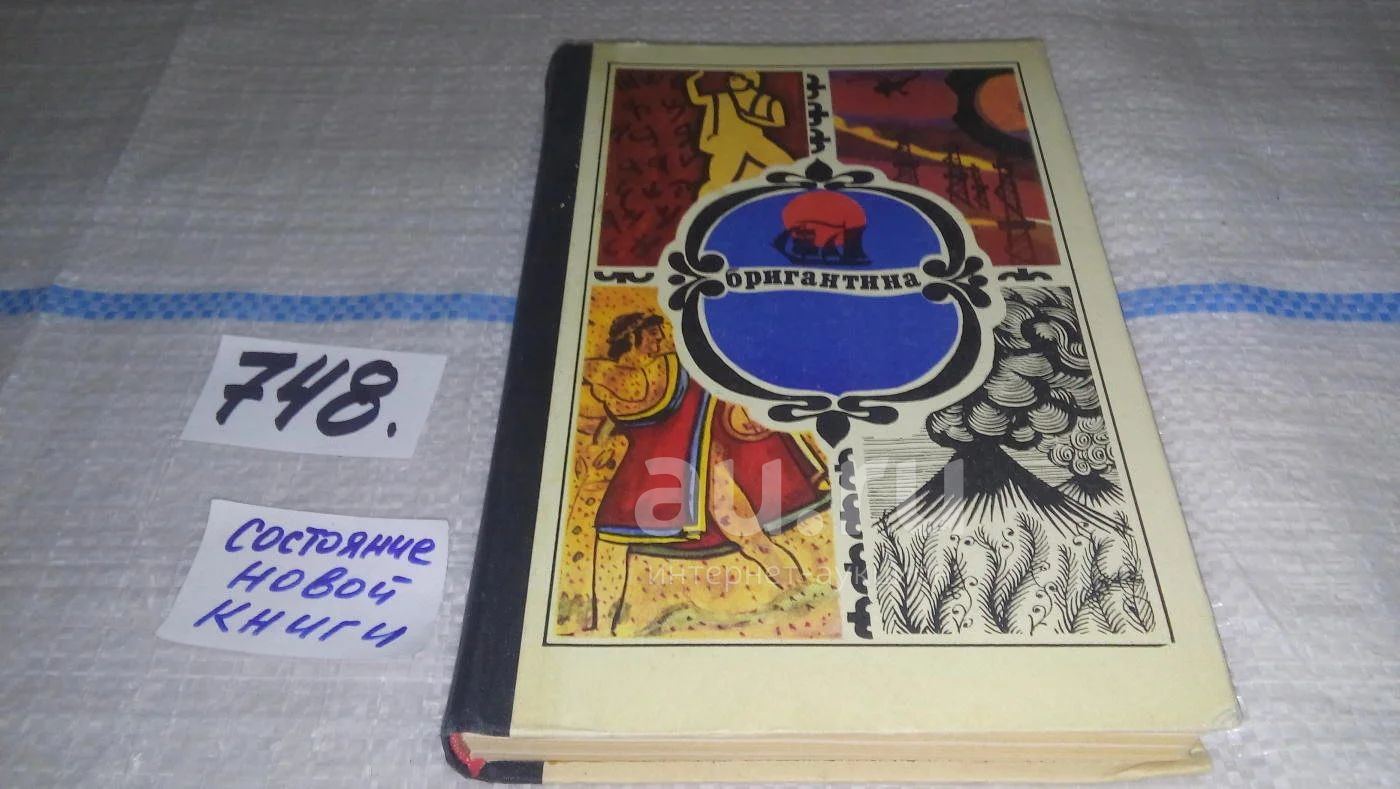 бригантина
748.
состояние
новой
книги
au.ru
интернет-аук